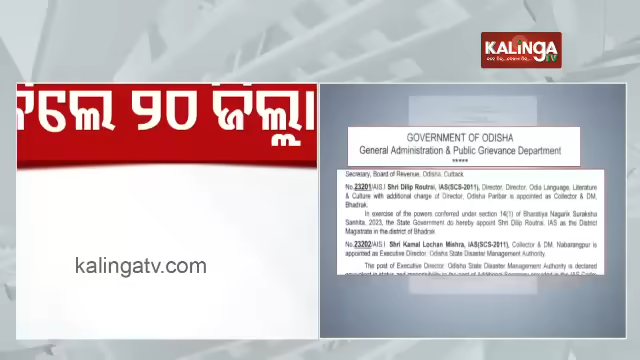 KALINGA TV
ଳିଲେ ୨୦ ଜିଲ୍ଲା
kalingatv.com
GOVERNMENT OF ODISHA
General Administration & Public Grievance Department
*****
Secretary, Board of Revenue, Odisha, Cuttack
No.23201/AIS.I Shri Dilip Routrai, IAS(SCS-2011), Director, Director, Odia Language, Literature
& Culture with additional charge of Director, Odisha Paribar is appointed as Collector & DM,
Bhadrak.
In exercise of the powers conferred under section 14(1) of Bharatiya Nagarik Suraksha
Sanhita, 2023, the State Government do hereby appoint Shri Dilip Routrai, IAS as the District
Magistrate in the district of Bhadrak
No.23202/AIS.I Shri Kamal Lochan Mishra, IAS(SCS-2011), Collector & DM, Nabarangpur is
appointed as Executive Director, Odisha State Disaster Management Authority.
The post of Executive Director, Odisha State Disaster Management Authority is declared